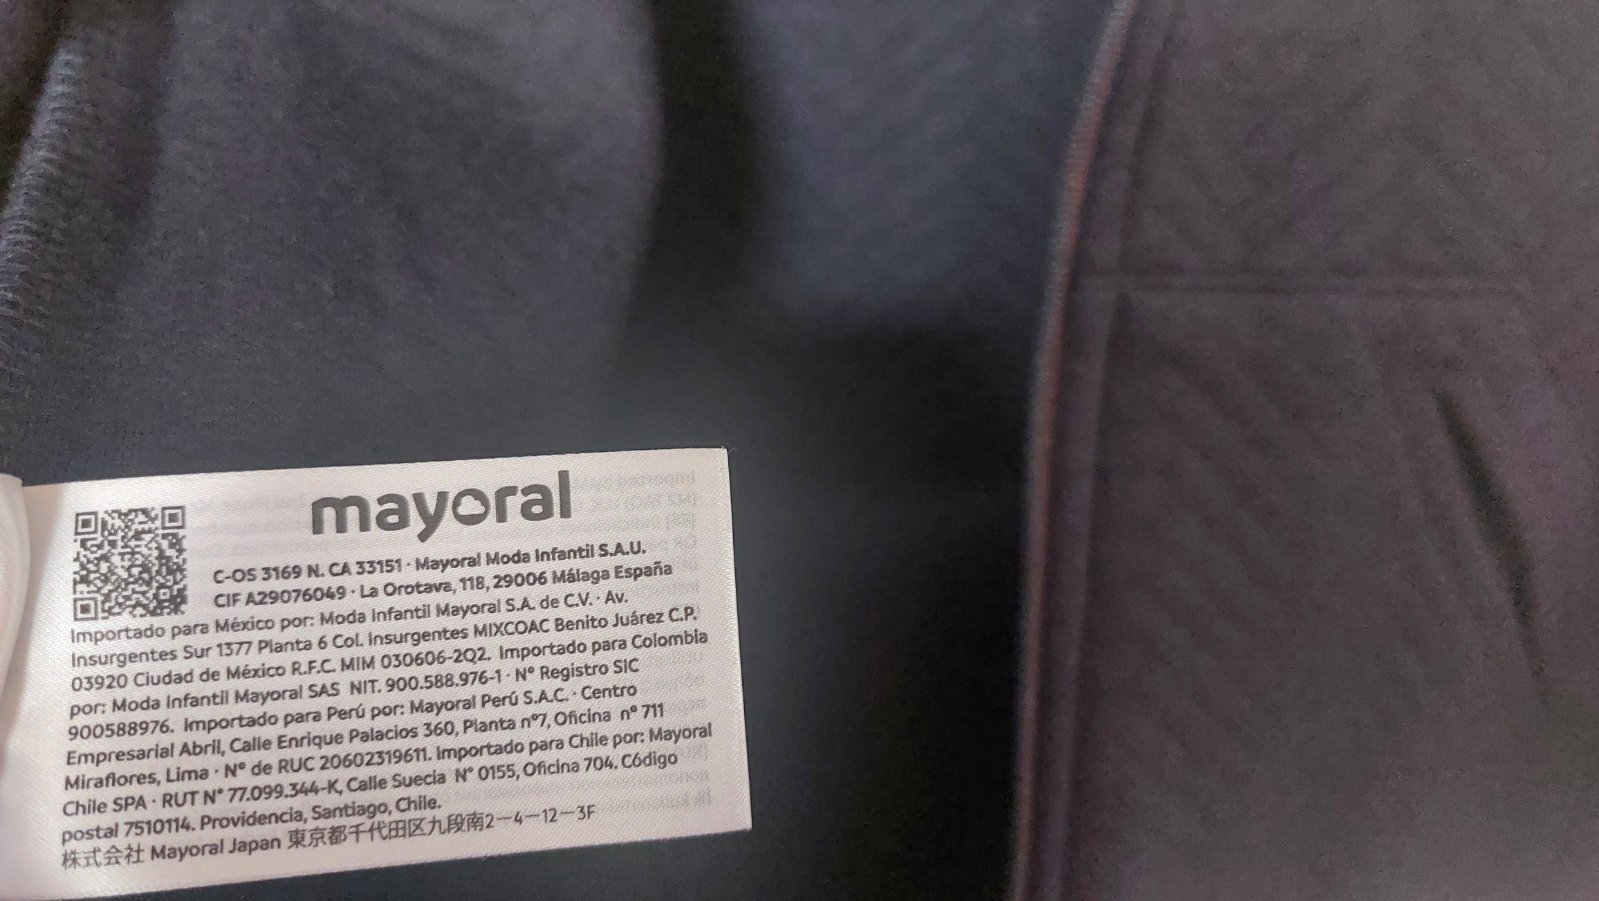 mayoral
C-OS 3169 N. CA 33151 · Mayoral Moda Infantil S.A.U.
CIF A29076049 · La Orotava, 118, 29006 Málaga España
Importado para México por: Moda Infantil Mayoral S.A. de C.V. · Av.
Insurgentes Sur 1377 Planta 6 Col. Insurgentes MIXCOAC Benito Juárez C.P.
03920 Ciudad de México R.F.C. MIM 030606-2Q2. Importado para Colombia
por: Moda Infantil Mayoral SAS NIT. 900.588.976-1 · Nº Registro SIC
900588976. Importado para Perú por: Mayoral Perú S.A.C. · Centro
Empresarial Abril, Calle Enrique Palacios 360, Planta nº7, Oficina nº 711
Miraflores, Lima · Nº de RUC 20602319611. Importado para Chile por: Mayoral
Chile SPA · RUT Nº 77.099.344-K, Calle Suecia Nº 0155, Oficina 704. Código
postal 7510114. Providencia, Santiago, Chile.
株式会社 Mayoral Japan 東京都千代田区九段南2－4－12－3F